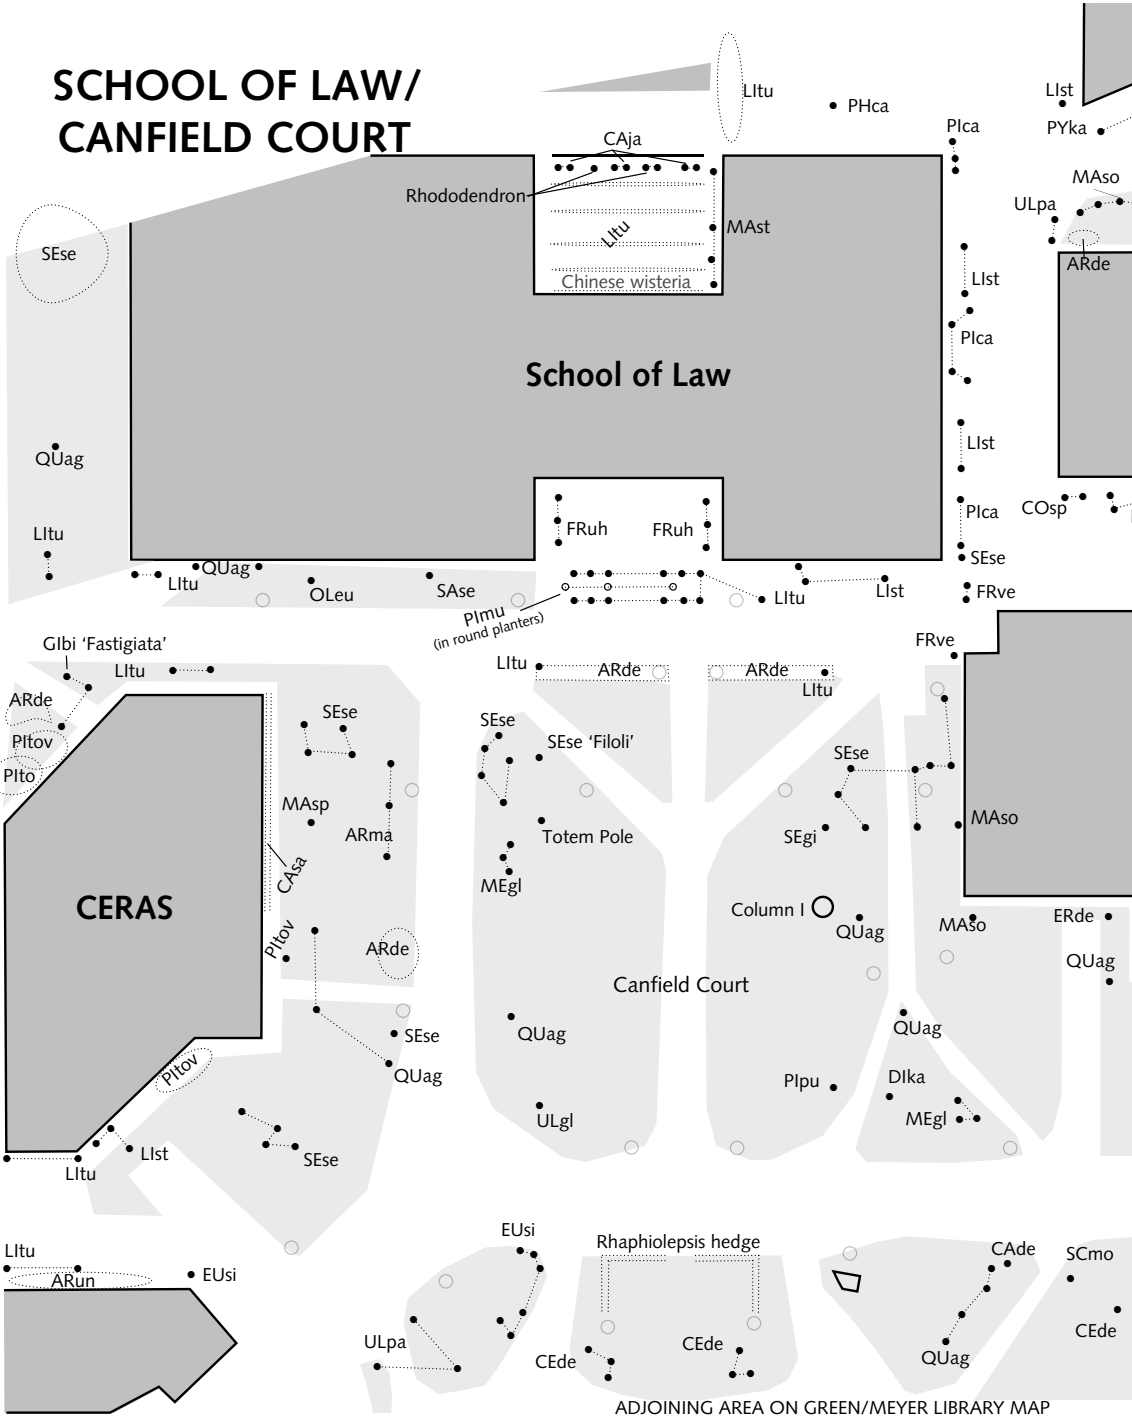 SCHOOL OF LAW/
CANFIELD COURT
LItu
PHca
LIst
PYka
PIca
CAja
Rhododendron
MAso
ULpa
ARde
MAst
LItu
SEse
LIst
Chinese wisteria
PIca
School of Law
LIst
QUag
PIca
COsp
LItu
FRuh
FRuh
SEse
QUag
LItu
OLeu
SAse
LItu
LIst
FRve
PImu
(in round planters)
GIbi ‘Fastigiata’
LItu
FRve
LItu
ARde
ARde
LItu
ARde
SEse
SEse
SEse ‘Filoli’
PItov
PIto
SEse
MAsp
ARma
Totem Pole
SEgi
MAso
CAsa
MEgl
CERAS
Column I
QUag
MAso
ERde
PItov
ARde
QUag
Canfield Court
SEse
QUag
QUag
PItov
QUag
PIpu
DIka
ULgl
MEgl
LIst
SEse
LItu
EUsi
Rhaphiolepsis hedge
LItu
ARun
EUsi
CAde
SCmo
ULpa
CEde
CEde
QUag
CEde
ADJOINING AREA ON GREEN/MEYER LIBRARY MAP